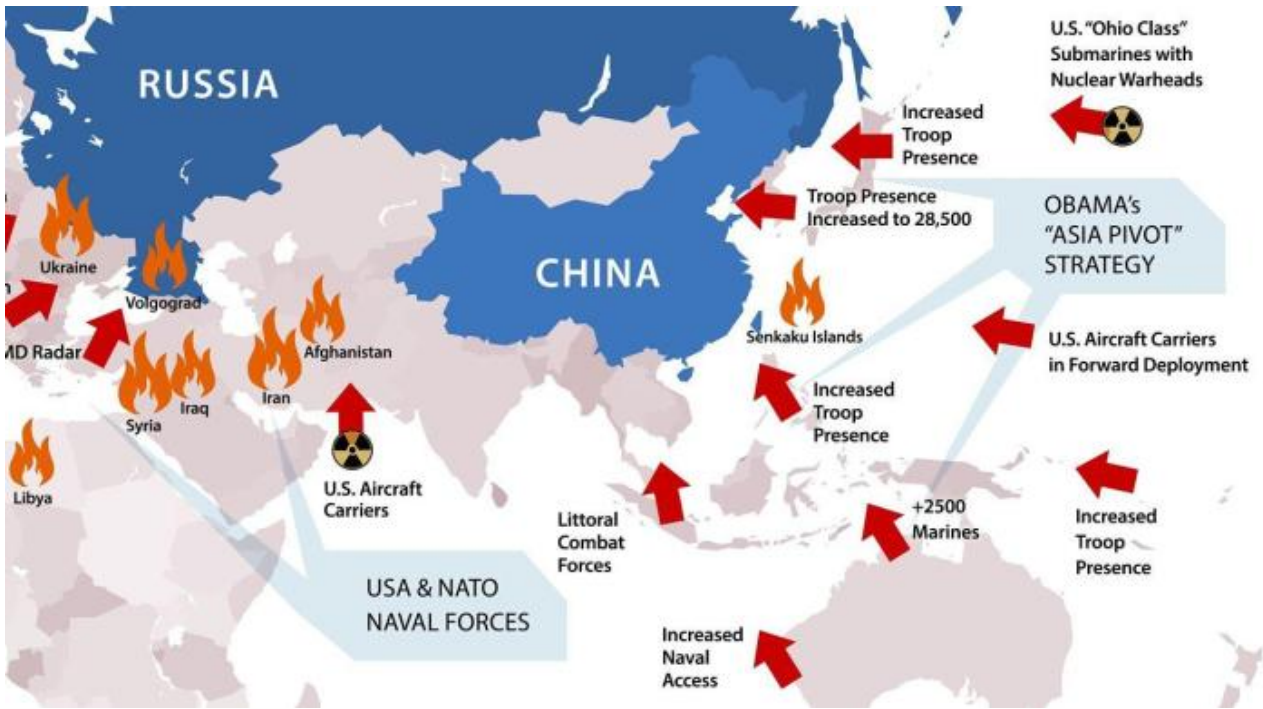 U.S. "Ohio Class"
Submarines with
Nuclear Warheads
RUSSIA
Increased
Troop
Presence
Troop Presence
Increased to 28,500
OBAMA's
"ASIA PIVOT"
STRATEGY
Ukraine
CHINA
Volgograd
Senkaku Islands
U.S. Aircraft Carriers
in Forward Deployment
MD Radar
Afghanistan
Iran
Iraq
Syria
Increased
Troop
Presence
Libya
U.S. Aircraft
Carriers
Littoral
Combat
Forces
+2500
Marines
Increased
Troop
Presence
USA & NATO
NAVAL FORCES
Increased
Naval
Access